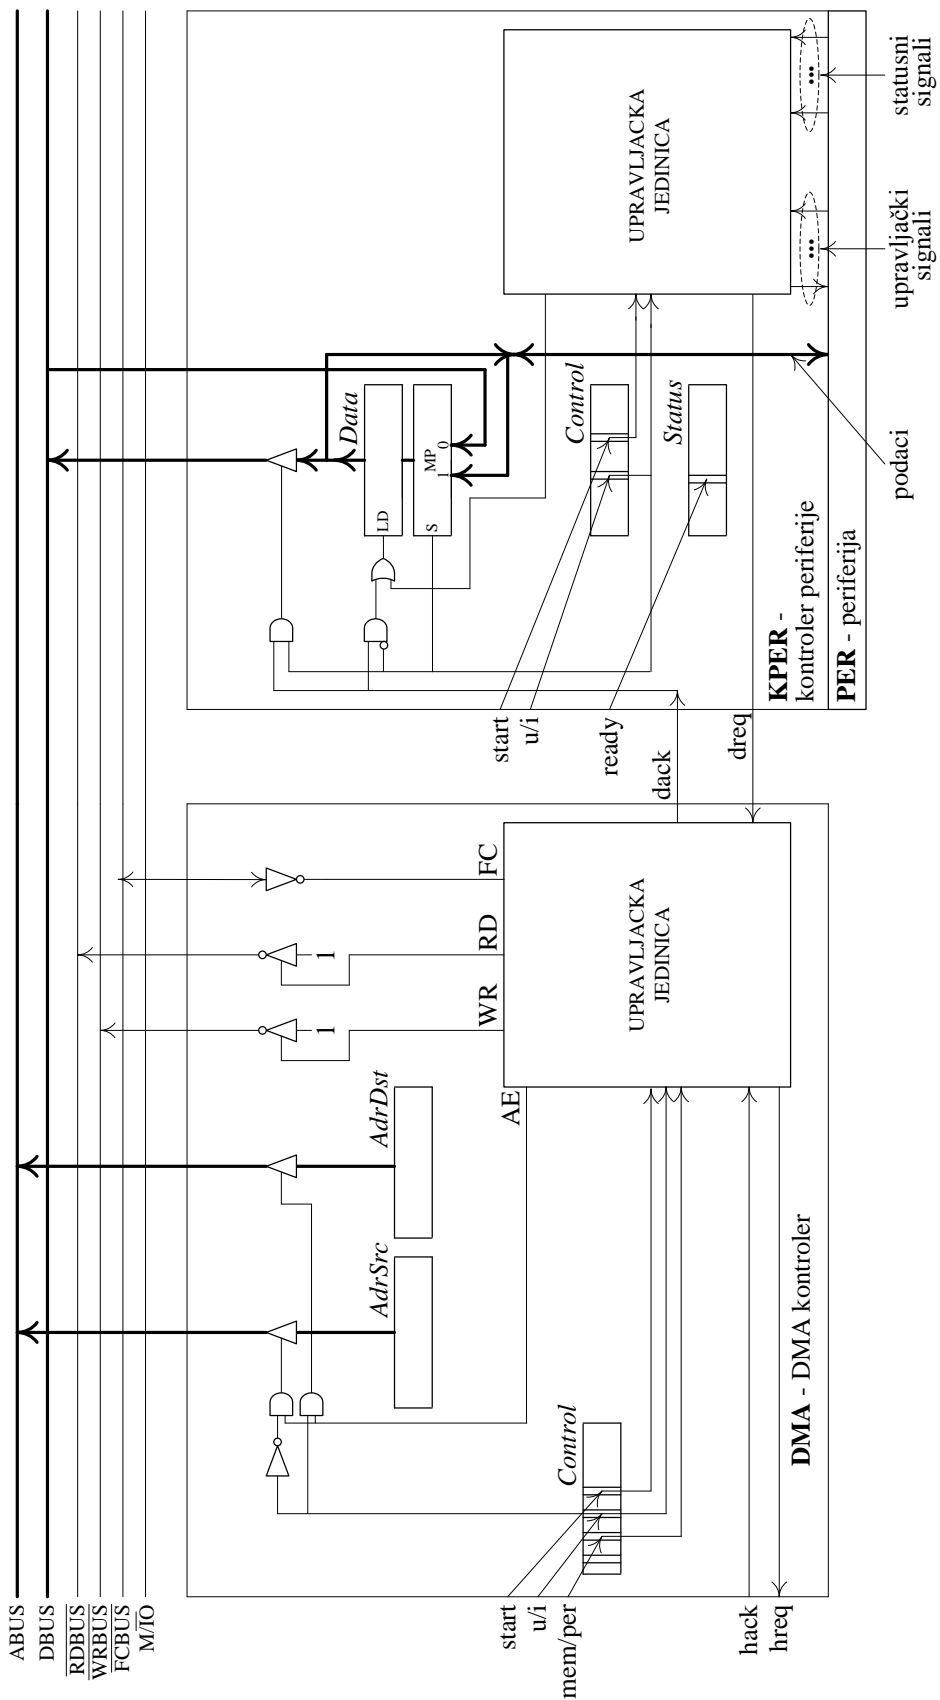 ABUS
DBUS
RDBUS
WRBUS
FCBUS
M/IO
AdrSrc
AdrDst
AE
WR
RD
FC
1
1
UPRAVLJACKA
JEDINICA
Control
start
u/i
mem/per
hack
hreq
DMA - DMA kontroler
dack
dreq
Data
LD
MP
1
0
S
Control
Status
start
u/i
ready
UPRAVLJACKA
JEDINICA
KPER -
kontroler periferije
PER - periferija
podaci
upravljački
signali
statusni
signali
...
...